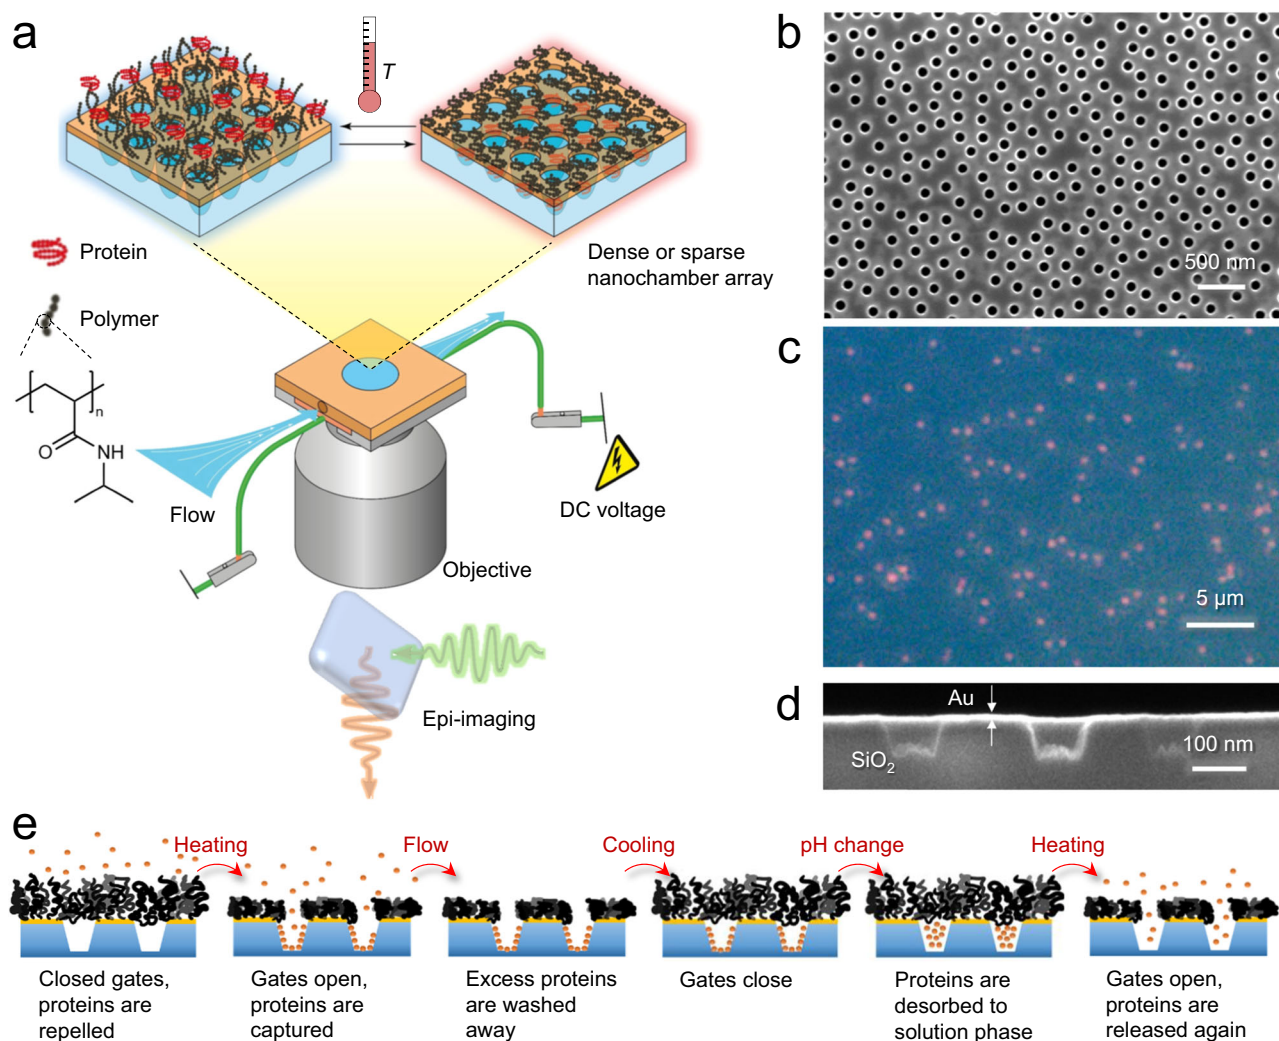 a
T
Protein
Polymer
n
O
NH
Flow
Dense or sparse
nanochamber array
DC voltage
Objective
Epi-imaging
b
500 nm
c
5 µm
d
Au
SiO2
100 nm
e
Heating
Flow
Cooling
pH change
Heating
Closed gates,
proteins are
repelled
Gates open,
proteins are
captured
Excess proteins
are washed
away
Gates close
Proteins are
desorbed to
solution phase
Gates open,
proteins are
released again